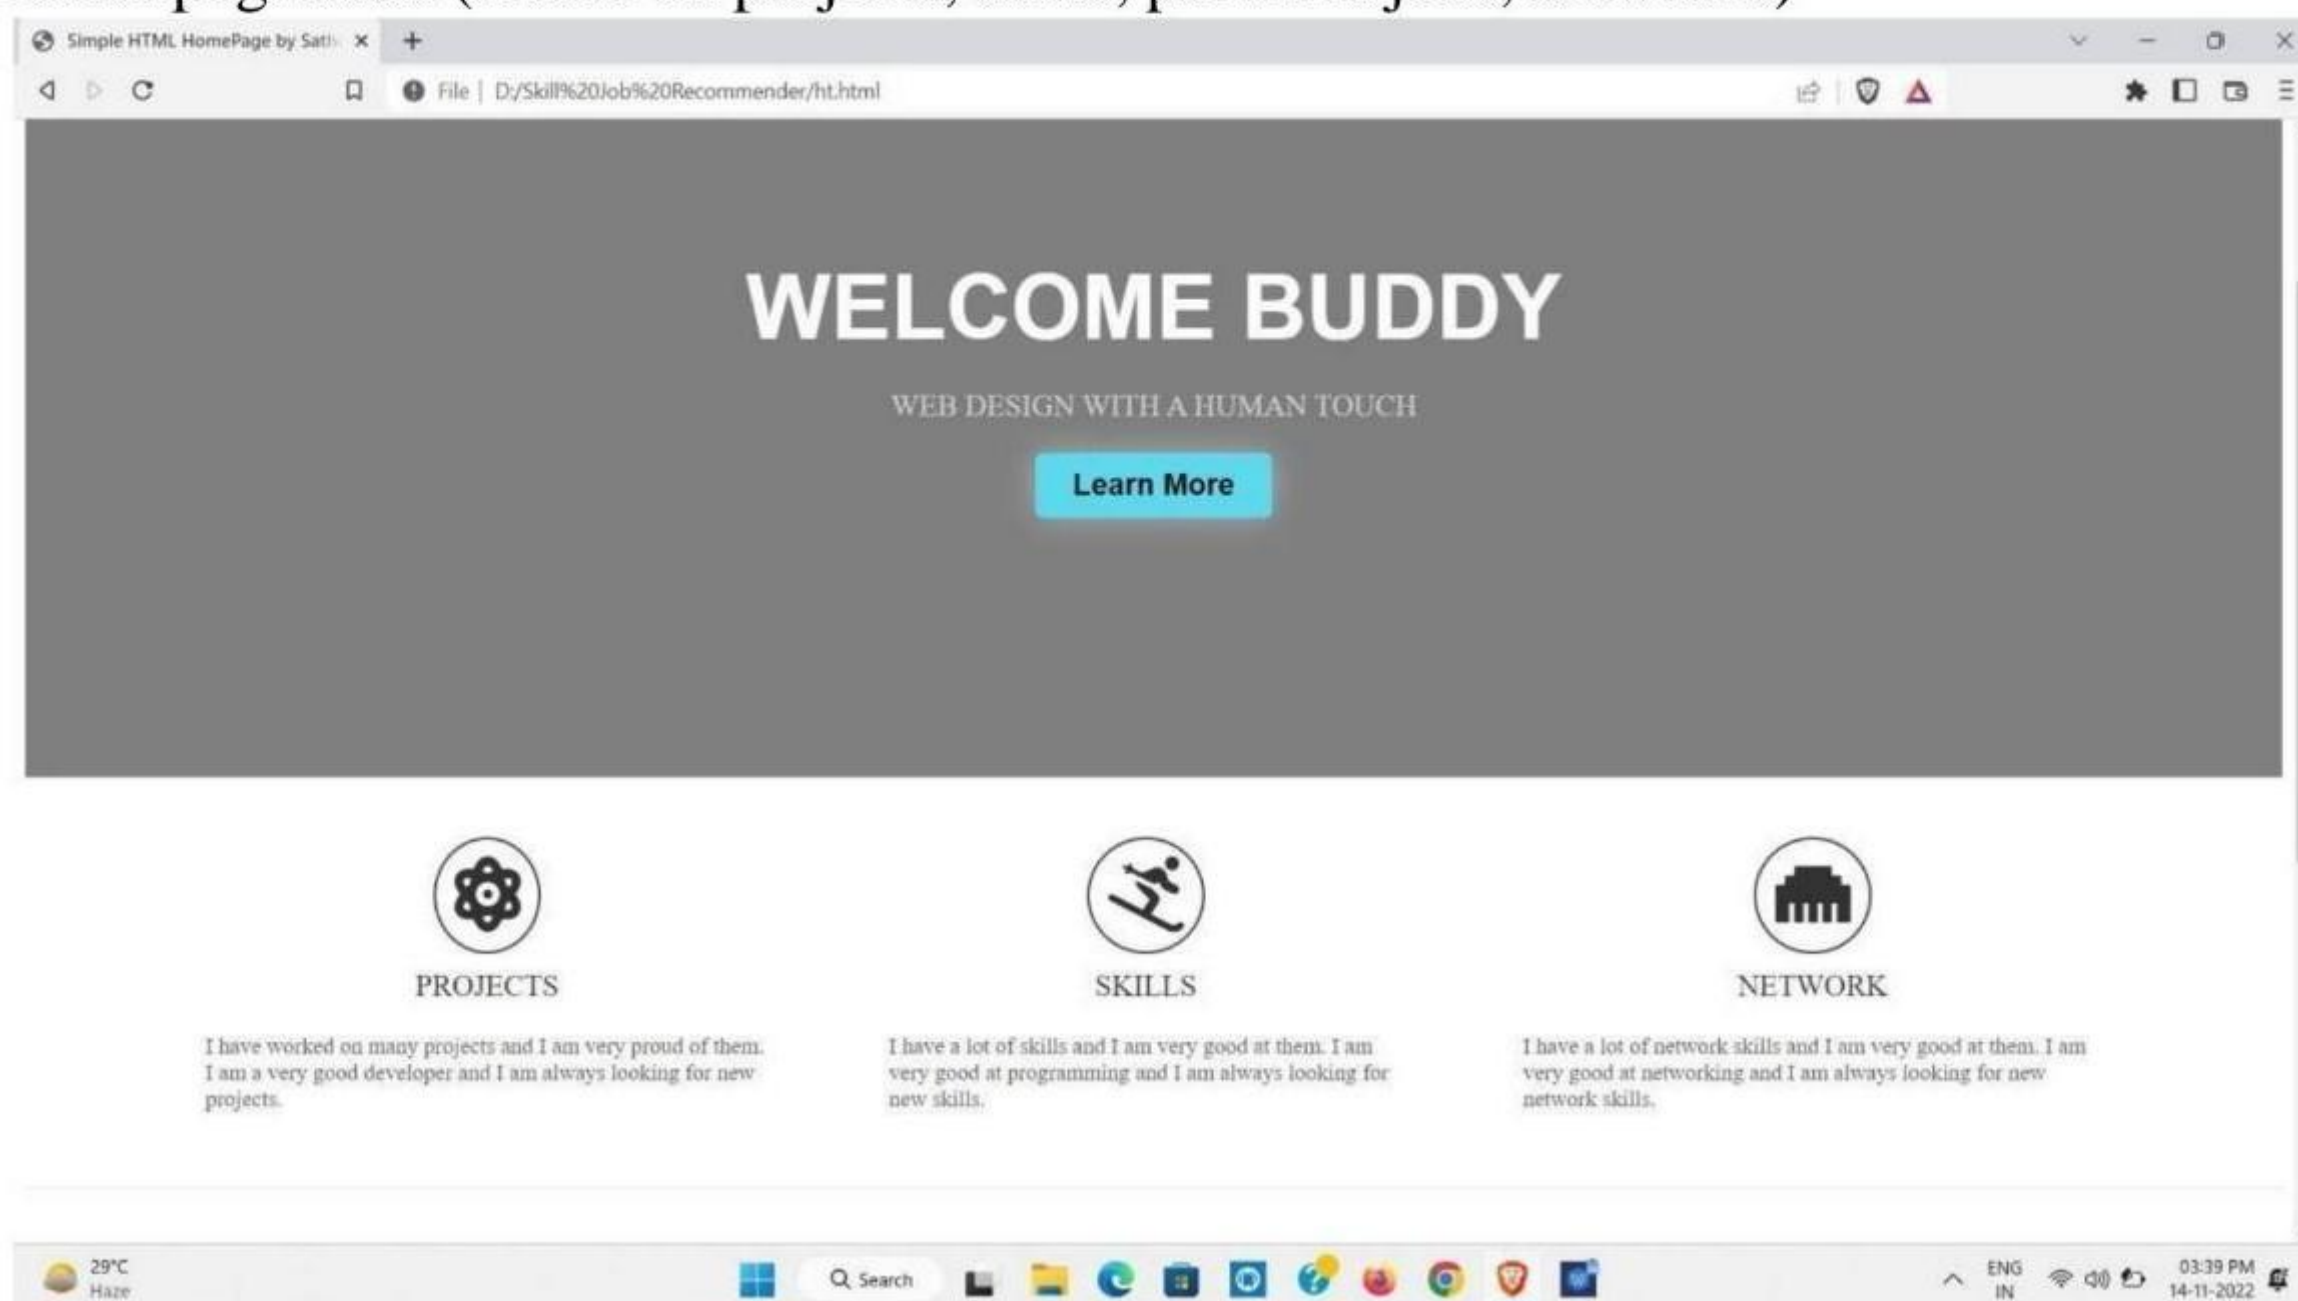 Simple HTML HomePage by Sath
File | D:/Skill%20Job%20Recommender/ht.html
WELCOME BUDDY
WEB DESIGN WITH A HUMAN TOUCH
Learn More
PROJECTS
I have worked on many projects and I am very proud of them.
I am a very good developer and I am always looking for new
projects.
SKILLS
I have a lot of skills and I am very good at them. I am
very good at programming and I am always looking for
new skills.
NETWORK
I have a lot of network skills and I am very good at them. I am
very good at networking and I am always looking for new
network skills.
29°C
Haze
Search
ENG
IN
03:39 PM
14-11-2022